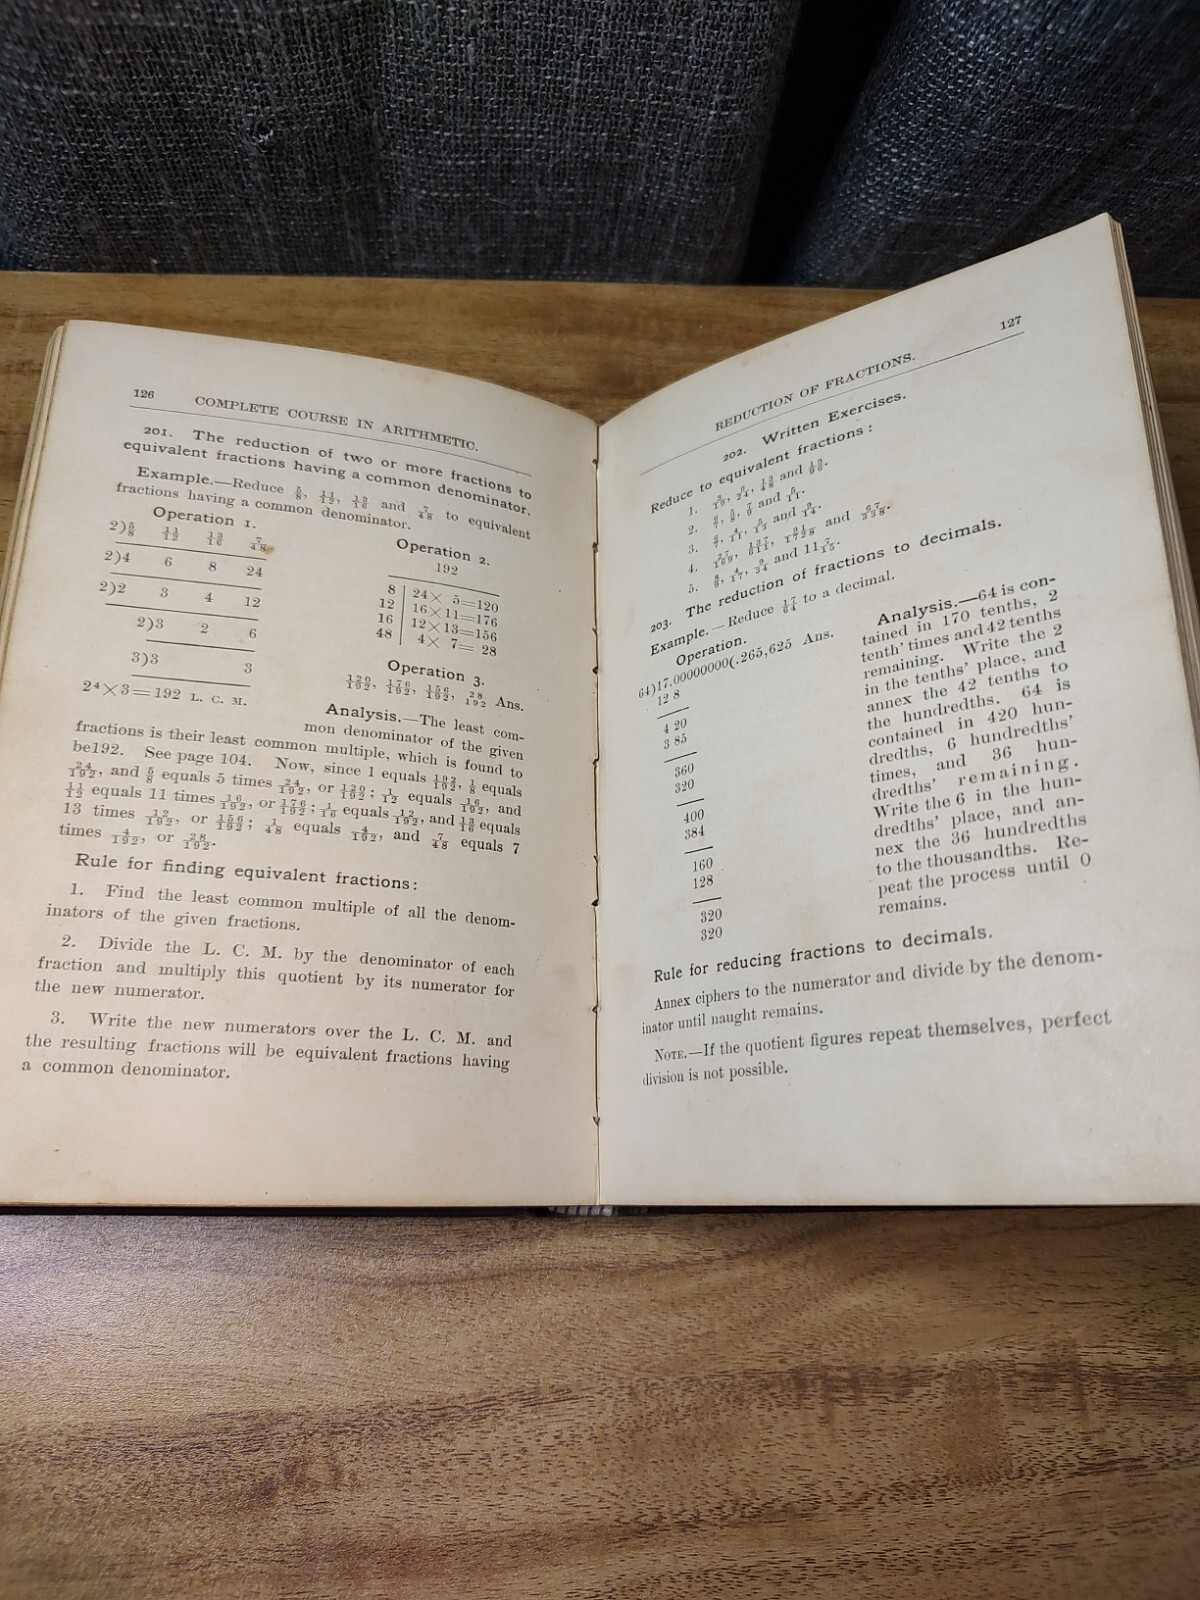 126 COMPLETE COURSE IN ARITHMETIC.
201. The reduction of two or more fractions to
equivalent fractions having a common denominator.
Example.—Reduce 5/8, 11/12, 13/16 and 7/48 to equivalent
fractions having a common denominator.
Operation 1.
2)5/8 11/12 13/16 7/48
2)4 6 8 24
2)2 3 4 12
2)3 2 6
3)3 3
2⁴×3=192 L. C. M.
Operation 2.
192
8 | 24× 5=120
12 | 16×11=176
16 | 12×13=156
48 | 4× 7= 28
Operation 3.
120/192, 176/192, 156/192, 28/192 Ans.
Analysis.—The least com-
mon denominator of the given
fractions is their least common multiple, which is found to
be192. See page 104. Now, since 1 equals 192/192, 1/8 equals
24/192, and 5/8 equals 5 times 24/192, or 120/192; 1/12 equals 16/192, and
11/12 equals 11 times 16/192, or 176/192; 1/16 equals 12/192, and 13/16 equals
13 times 12/192, or 156/192; 1/48 equals 4/192, and 7/48 equals 7
times 4/192, or 28/192.
Rule for finding equivalent fractions:
1. Find the least common multiple of all the denom-
inators of the given fractions.
2. Divide the L. C. M. by the denominator of each
fraction and multiply this quotient by its numerator for
the new numerator.
3. Write the new numerators over the L. C. M. and
the resulting fractions will be equivalent fractions having
a common denominator.
REDUCTION OF FRACTIONS. 127
202. Written Exercises.
Reduce to equivalent fractions:
1. and
2. and
3. and
4. and
5. and
203. The reduction of fractions to decimals.
Example.—Reduce 17/64 to a decimal.
Operation.
64)17.00000000(.265,625 Ans.
12 8
4 20
3 85
360
320
400
384
160
128
320
320
Analysis.—64 is con-
tained in 170 tenths, 2
tenth' times and 42 tenths
remaining. Write the 2
in the tenths' place, and
annex the 42 tenths to
the hundredths. 64 is
contained in 420 hun-
dredths, 6 hundredths'
times, and 36 hun-
dredths' remaining.
Write the 6 in the hun-
dredths' place, and an-
nex the 36 hundredths
to the thousandths. Re-
peat the process until 0
remains.
Rule for reducing fractions to decimals.
Annex ciphers to the numerator and divide by the denom-
inator until naught remains.
NOTE.—If the quotient figures repeat themselves, perfect
division is not possible.